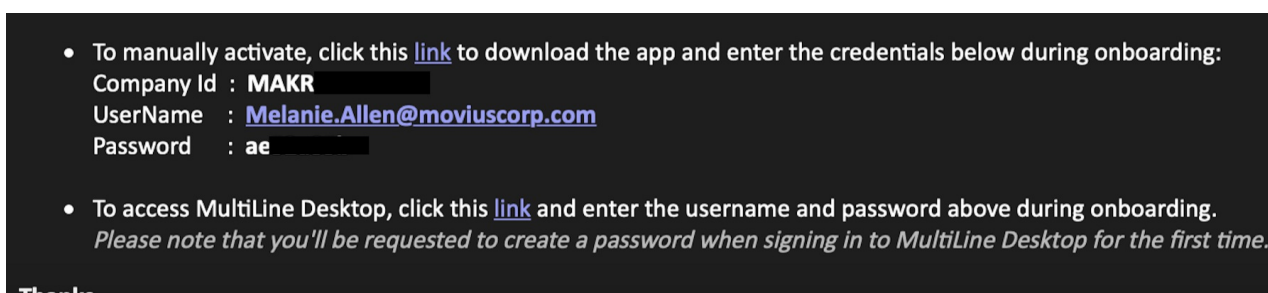 • To manually activate, click this link to download the app and enter the credentials below during onboarding:
Company Id : MAKR
UserName : Melanie.Allen@moviuscorp.com
Password : ae
• To access MultiLine Desktop, click this link and enter the username and password above during onboarding.
Please note that you'll be requested to create a password when signing in to MultiLine Desktop for the first time.